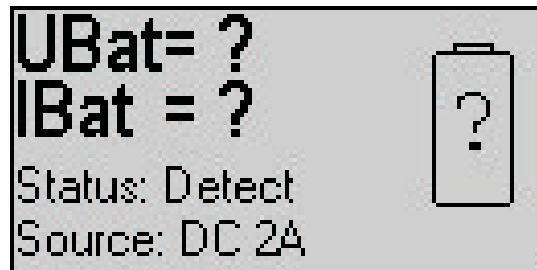 UBat= ?
IBat = ?
?
Status: Detect
Source: DC 2A